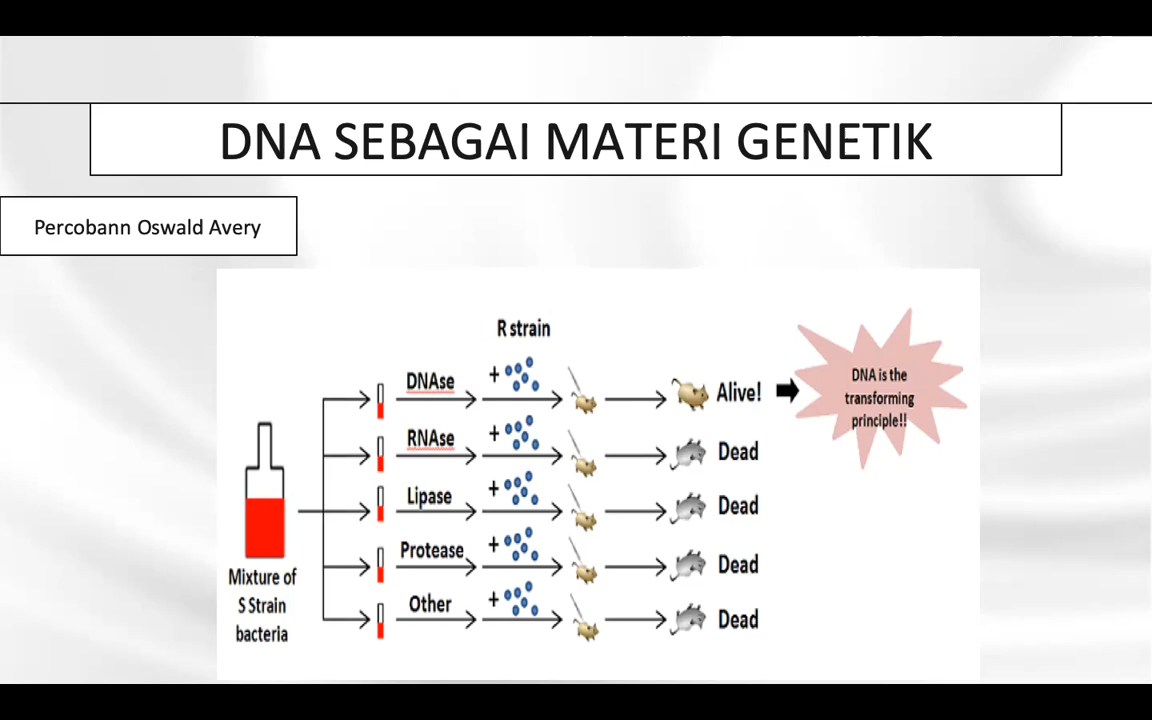 DNA SEBAGAI MATERI GENETIK
Percobann Oswald Avery
R strain
DNAse
+
Alive!
DNA is the
transforming
principle!!
RNAse
+
Dead
Lipase
+
Dead
Protease
+
Dead
Other
+
Dead
Mixture of
S Strain
bacteria